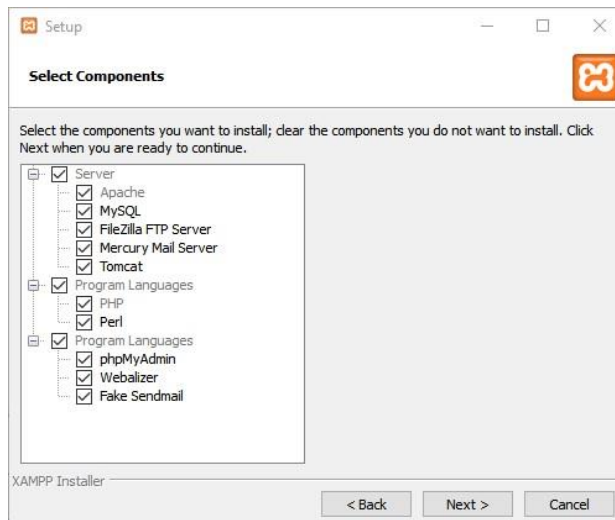 Setup
Select Components
Select the components you want to install; clear the components you do not want to install. Click
Next when you are ready to continue.
Server
Apache
MySQL
FileZilla FTP Server
Mercury Mail Server
Tomcat
Program Languages
PHP
Perl
Program Languages
phpMyAdmin
Webalizer
Fake Sendmail
XAMPP Installer
< Back Next > Cancel